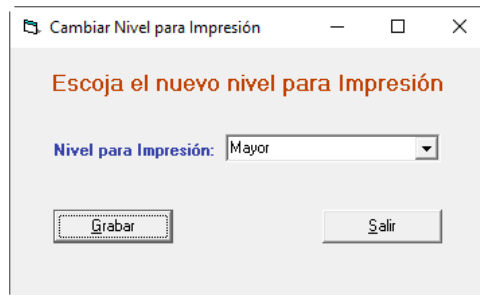 Cambiar Nivel para Impresión
Escoja el nuevo nivel para Impresión
Nivel para Impresión: Mayor
Grabar Salir